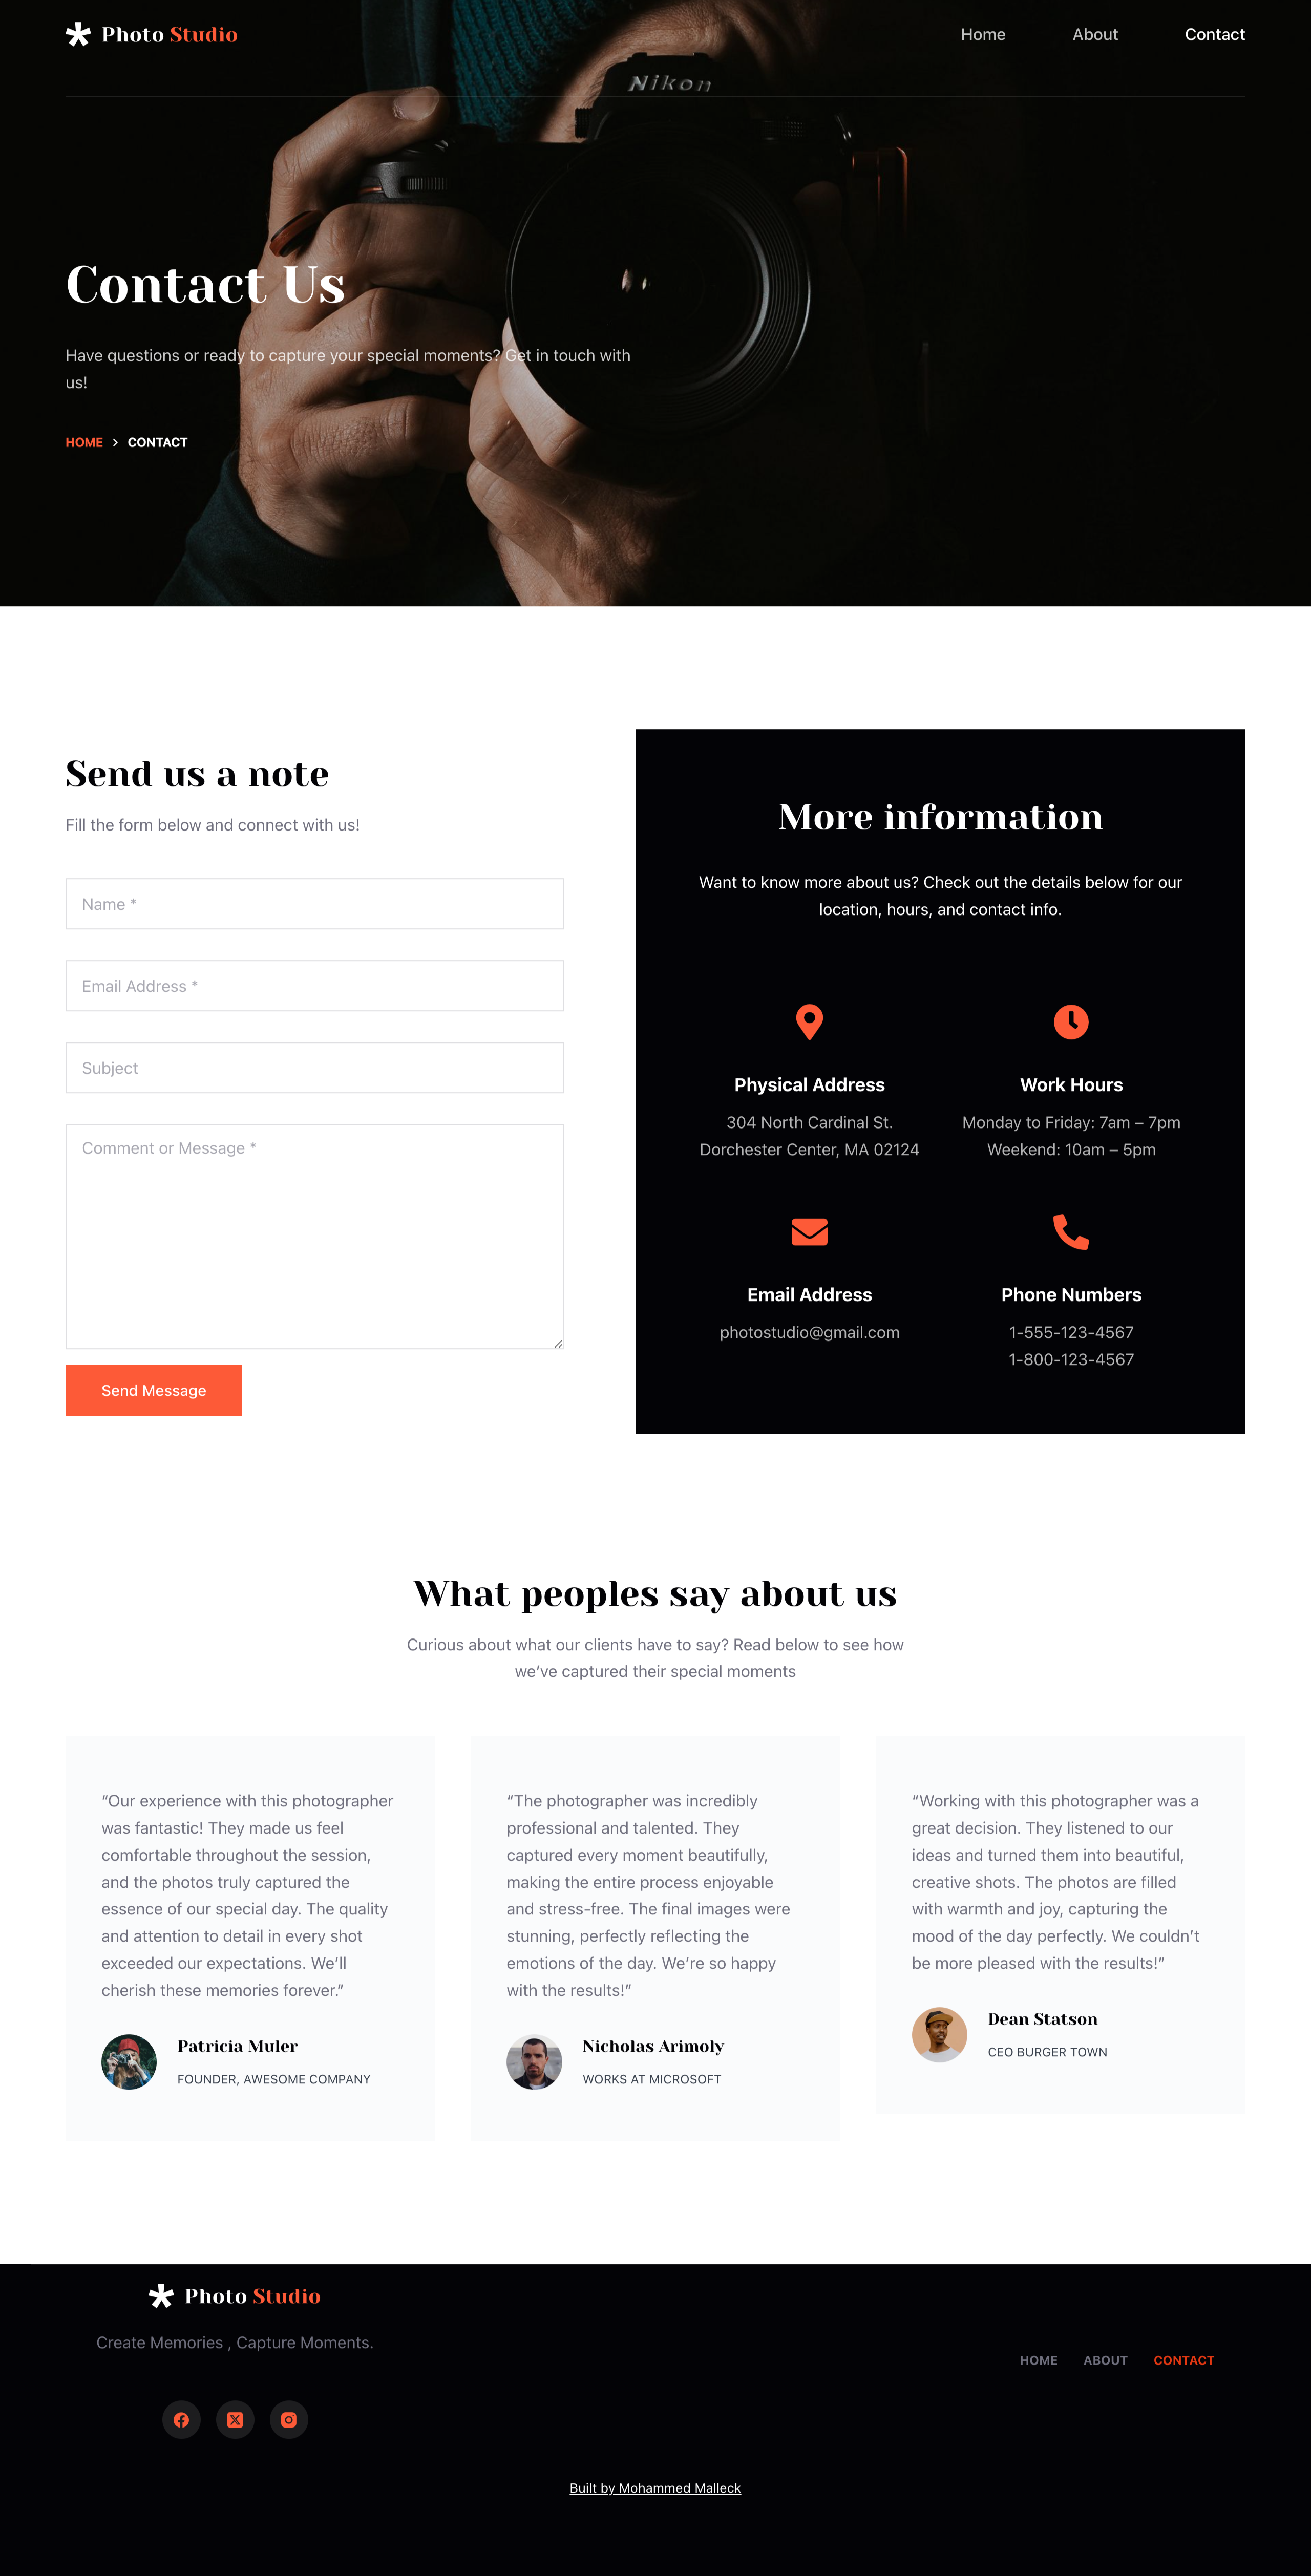 Photo Studio
Home
About
Contact
Nikon
Contact Us
Have questions or ready to capture your special moments? Get in touch with
us!
HOME > CONTACT
Send us a note
Fill the form below and connect with us!
Name *
Email Address *
Subject
Comment or Message *
Send Message
More information
Want to know more about us? Check out the details below for our
location, hours, and contact info.
Physical Address
304 North Cardinal St.
Dorchester Center, MA 02124
Work Hours
Monday to Friday: 7am – 7pm
Weekend: 10am – 5pm
Email Address
photostudio@gmail.com
Phone Numbers
1-555-123-4567
1-800-123-4567
What peoples say about us
Curious about what our clients have to say? Read below to see how
we’ve captured their special moments
“Our experience with this photographer
was fantastic! They made us feel
comfortable throughout the session,
and the photos truly captured the
essence of our special day. The quality
and attention to detail in every shot
exceeded our expectations. We’ll
cherish these memories forever.”
Patricia Muler
FOUNDER, AWESOME COMPANY
“The photographer was incredibly
professional and talented. They
captured every moment beautifully,
making the entire process enjoyable
and stress-free. The final images were
stunning, perfectly reflecting the
emotions of the day. We’re so happy
with the results!”
Nicholas Arimoly
WORKS AT MICROSOFT
“Working with this photographer was a
great decision. They listened to our
ideas and turned them into beautiful,
creative shots. The photos are filled
with warmth and joy, capturing the
mood of the day perfectly. We couldn’t
be more pleased with the results!”
Dean Statson
CEO BURGER TOWN
Photo Studio
Create Memories , Capture Moments.
HOME
ABOUT
CONTACT
Built by Mohammed Malleck